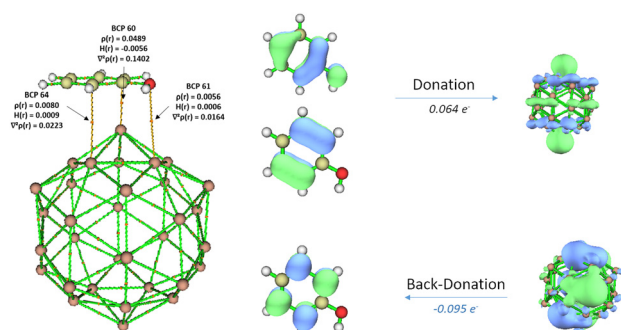 BCP 60
ρ(r) = 0.0489
H(r) = -0.0056
∇²ρ(r) = 0.1402
BCP 64
ρ(r) = 0.0080
H(r) = 0.0009
∇²ρ(r) = 0.0223
BCP 61
ρ(r) = 0.0056
H(r) = 0.0006
∇²ρ(r) = 0.0164
Donation
0.064 e⁻
Back-Donation
-0.095 e⁻